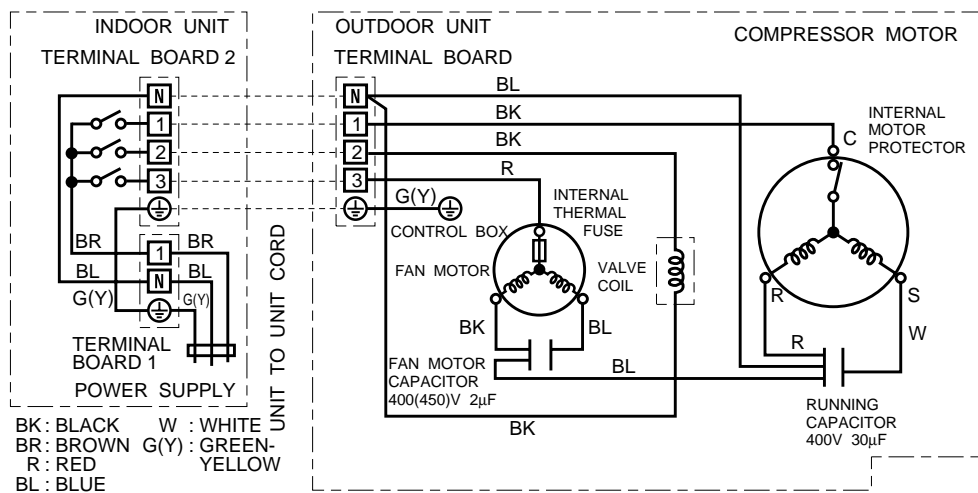 INDOOR UNIT
TERMINAL BOARD 2
N
1
2
3
BR
1
BR
BL
N
BL
G(Y)
G(Y)
TERMINAL
BOARD 1
POWER SUPPLY
UNIT TO UNIT CORD
OUTDOOR UNIT
TERMINAL BOARD
N
1
2
3
BL
BK
BK
R
G(Y)
CONTROL BOX
INTERNAL
THERMAL
FUSE
FAN MOTOR
BK
BL
FAN MOTOR
CAPACITOR
400(450)V 2µF
BL
BK
VALVE
COIL
COMPRESSOR MOTOR
INTERNAL
MOTOR
PROTECTOR
C
R
S
R
W
RUNNING
CAPACITOR
400V 30µF
BK : BLACK W : WHITE
BR : BROWN G(Y) : GREEN-
R : RED YELLOW
BL : BLUE